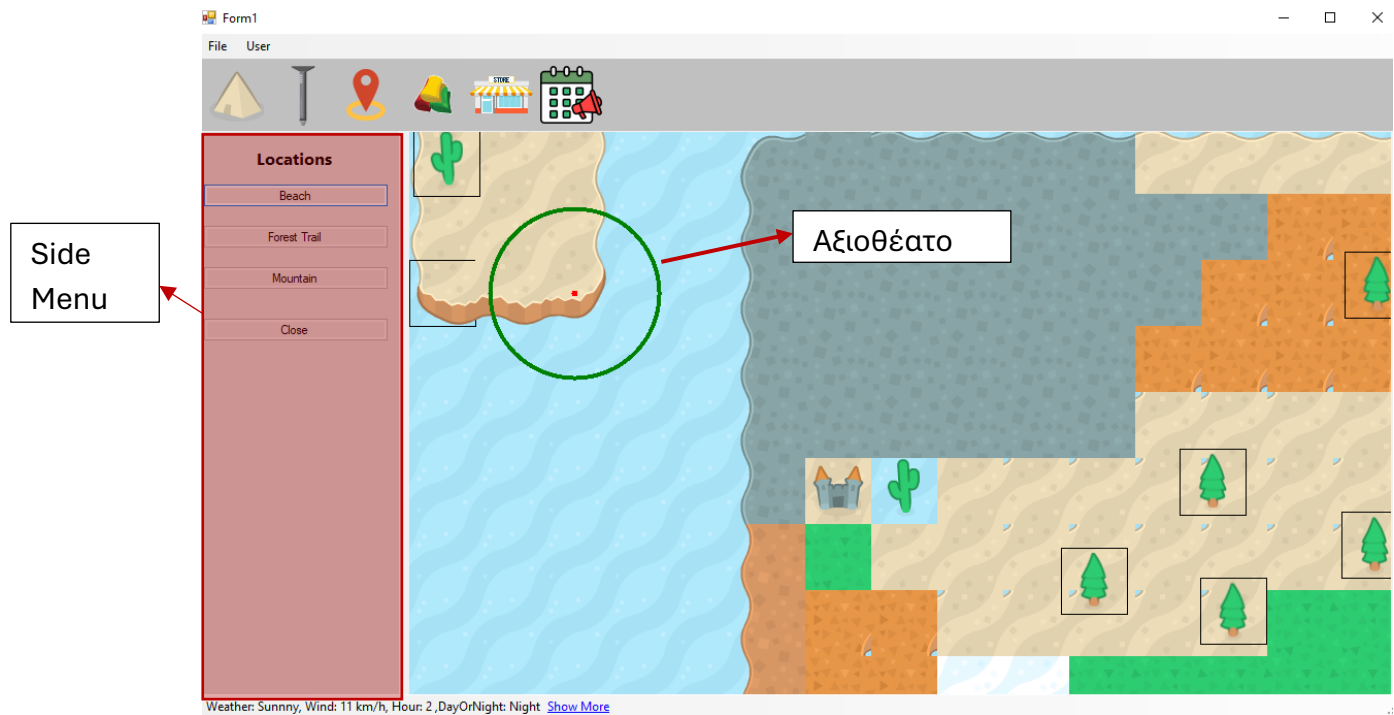 Form1
File User
STORE
Locations
Beach
Forest Trail
Mountain
Close
Side
Menu
Αξιοθέατο
Weather: Sunnny, Wind: 11 km/h, Hour: 2 ,DayOrNight: Night Show More